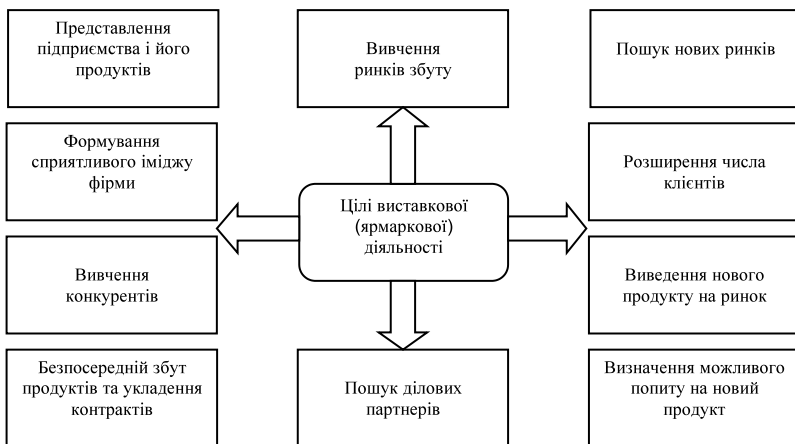 Представлення
підприємства і його
продуктів
Вивчення
ринків збуту
Пошук нових ринків
Формування
сприятливого іміджу
фірми
Цілі виставкової
(ярмаркової)
діяльності
Розширення числа
клієнтів
Вивчення
конкурентів
Виведення нового
продукту на ринок
Безпосередній збут
продуктів та укладення
контрактів
Пошук ділових
партнерів
Визначення можливого
попиту на новий
продукт